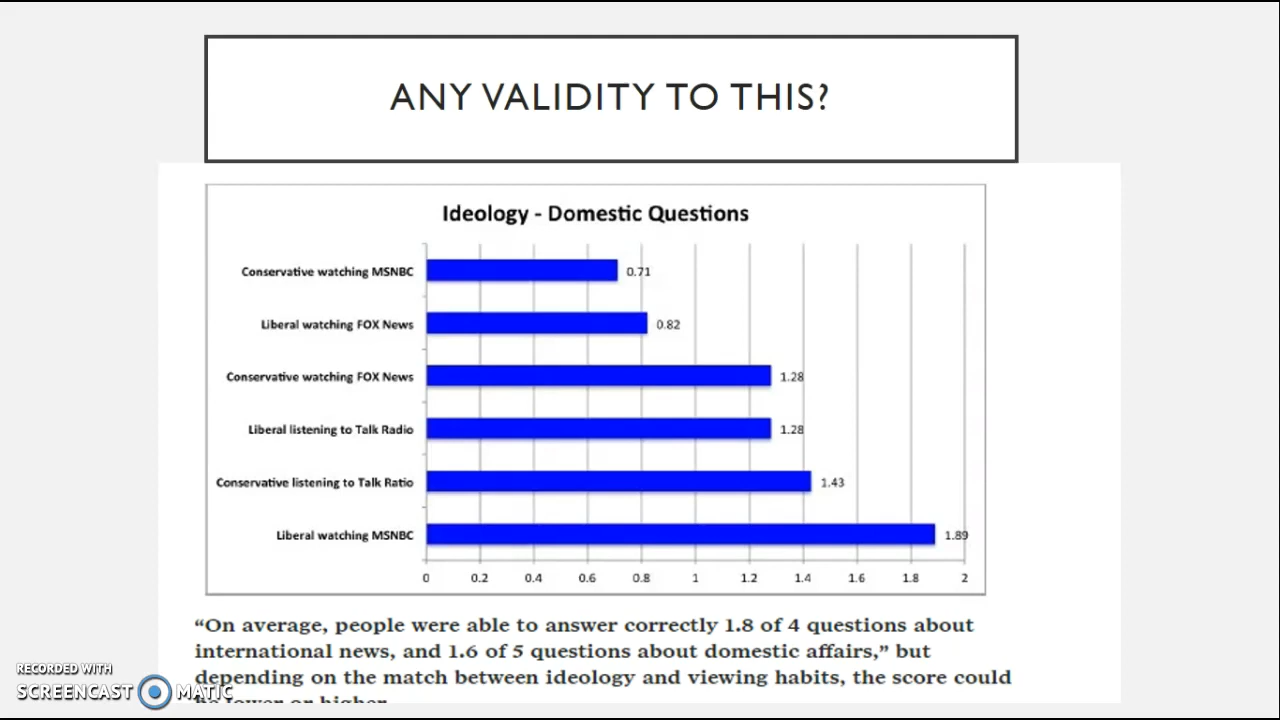 ANY VALIDITY TO THIS?
Ideology - Domestic Questions
Conservative watching MSNBC 0.71
Liberal watching FOX News 0.82
Conservative watching FOX News 1.28
Liberal listening to Talk Radio 1.28
Conservative listening to Talk Ratio 1.43
Liberal watching MSNBC 1.89
0 0.2 0.4 0.6 0.8 1 1.2 1.4 1.6 1.8 2
“On average, people were able to answer correctly 1.8 of 4 questions about
international news, and 1.6 of 5 questions about domestic affairs,” but
depending on the match between ideology and viewing habits, the score could
be lower or higher
RECORDED WITH
SCREENCAST MATIC